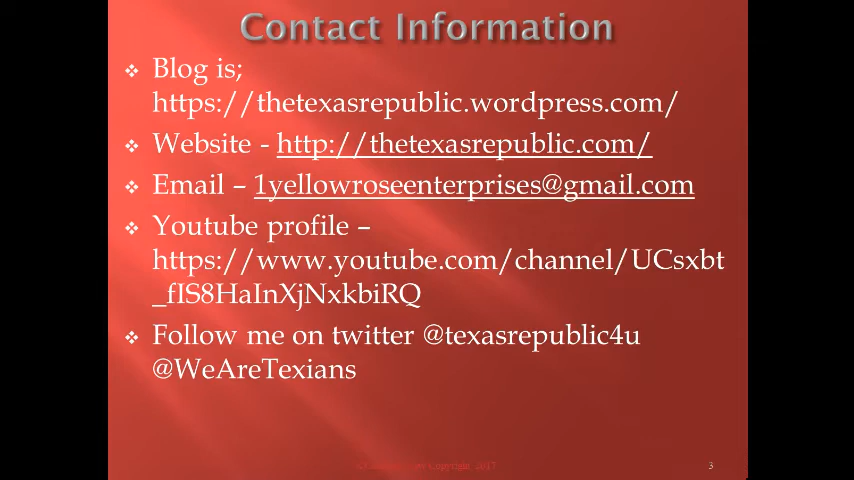 Contact Information
❖ Blog is;
https://thetexasrepublic.wordpress.com/
❖ Website - http://thetexasrepublic.com/
❖ Email – 1yellowroseenterprises@gmail.com
❖ Youtube profile –
https://www.youtube.com/channel/UCsxbt
_fIS8HaInXjNxkbiRQ
❖ Follow me on twitter @texasrepublic4u
@WeAreTexians
Copyright 2017
3